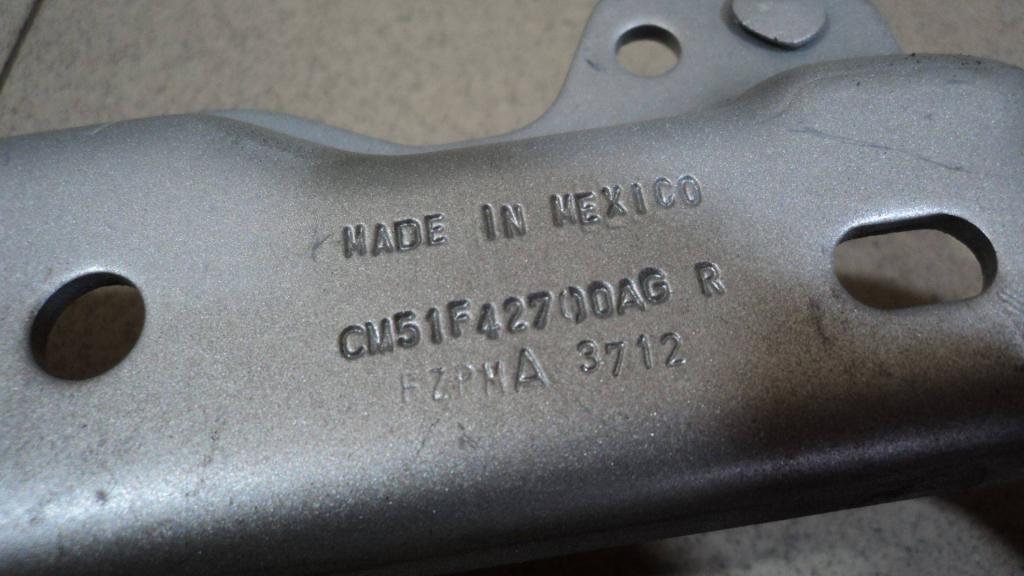 MADE IN MEXICO
CM51F42700AG R
FZPMA 3712